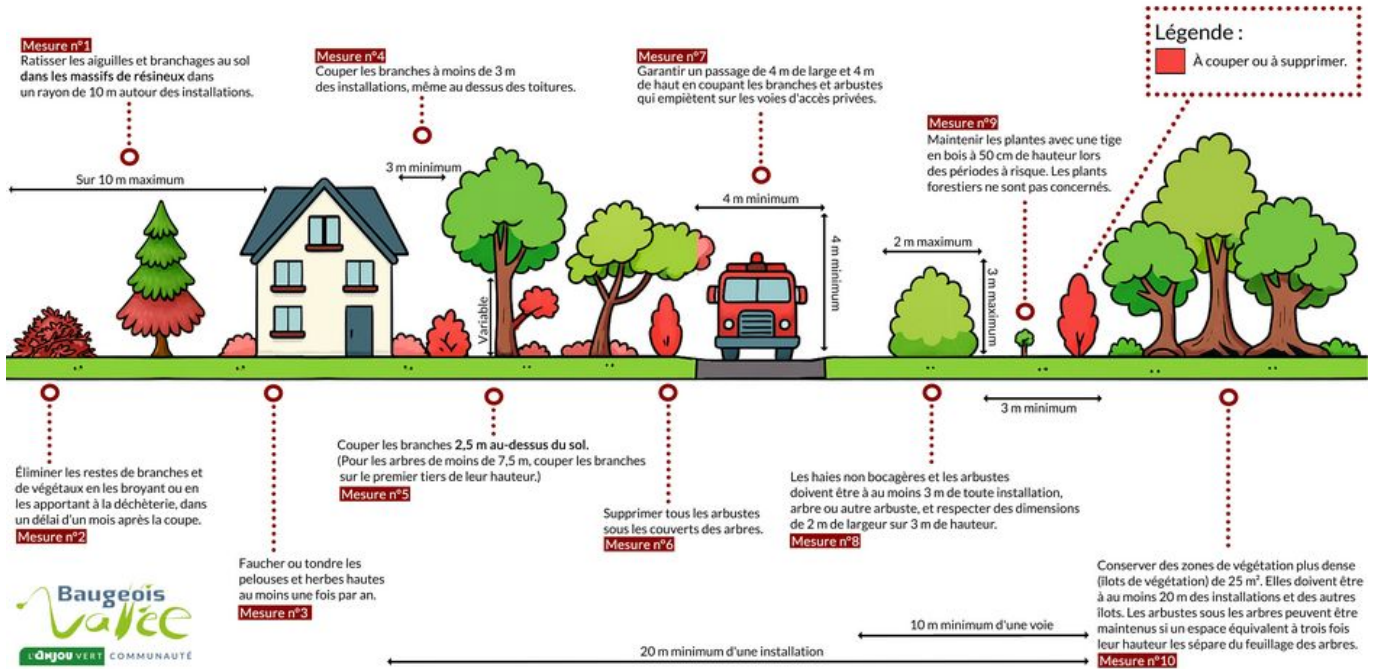 Mesure n°1
Ratisser les aiguilles et branchages au sol
dans les massifs de résineux dans
un rayon de 10 m autour des installations.
Mesure n°4
Couper les branches à moins de 3 m
des installations, même au dessus des toitures.
Mesure n°7
Garantir un passage de 4 m de large et 4 m
de haut en coupant les branches et arbustes
qui empiètent sur les voies d'accès privées.
Légende :
À couper ou à supprimer.
Mesure n°9
Maintenir les plantes avec une tige
en bois à 50 cm de hauteur lors
des périodes à risque. Les plants
forestiers ne sont pas concernés.
Sur 10 m maximum
3 m minimum
4 m minimum
4 m minimum
2 m maximum
3 m maximum
Variable
3 m minimum
Éliminer les restes de branches et
de végétaux en les broyant ou en
les apportant à la déchèterie, dans
un délai d'un mois après la coupe.
Mesure n°2
Faucher ou tondre les
pelouses et herbes hautes
au moins une fois par an.
Mesure n°3
Couper les branches 2,5 m au-dessus du sol.
(Pour les arbres de moins de 7,5 m, couper les branches
sur le premier tiers de leur hauteur.)
Mesure n°5
Supprimer tous les arbustes
sous les couverts des arbres.
Mesure n°6
Les haies non bocagères et les arbustes
doivent être à au moins 3 m de toute installation,
arbre ou autre arbuste, et respecter des dimensions
de 2 m de largeur sur 3 m de hauteur.
Mesure n°8
Conserver des zones de végétation plus dense
(îlots de végétation) de 25 m². Elles doivent être
à au moins 20 m des installations et des autres
îlots. Les arbustes sous les arbres peuvent être
maintenus si un espace équivalent à trois fois
leur hauteur les sépare du feuillage des arbres.
Mesure n°10
10 m minimum d'une voie
20 m minimum d'une installation
Baugeois
Vallée
L'ANJOU VERT COMMUNAUTÉ